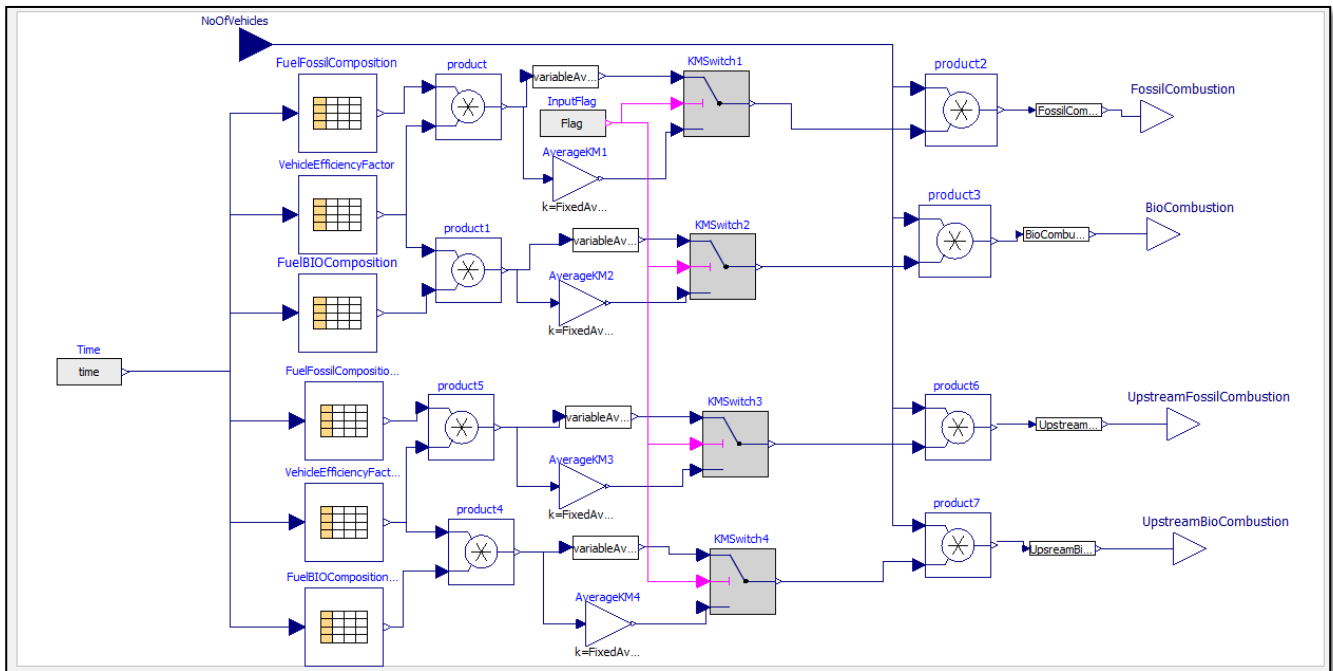 NoOfVehicles
FuelFossilComposition
product
variableAv...
KMSwitch1
product2
FossilCombustion
InputFlag
Flag
FossilCom...
AverageKM1
k=FixedAv...
VehicleEfficiencyFactor
product1
variableAv...
KMSwitch2
product3
BioCombustion
BioCombu...
FuelBIOComposition
AverageKM2
k=FixedAv...
Time
time
FuelFossilCompositio...
product5
variableAv...
KMSwitch3
product6
UpstreamFossilCombustion
Upstream...
AverageKM3
k=FixedAv...
VehicleEfficiencyFact...
product4
variableAv...
KMSwitch4
product7
UpstreamBioCombustion
UpsreamBi...
FuelBIOComposition...
AverageKM4
k=FixedAv...